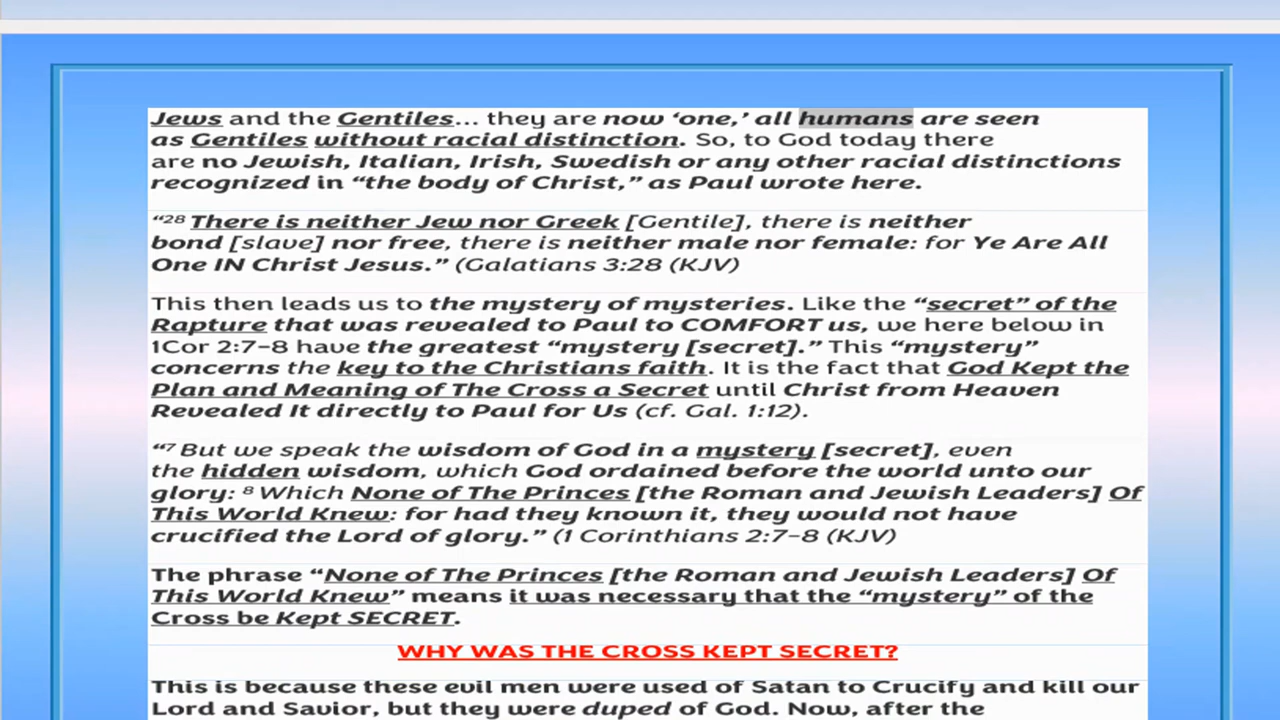 Jews and the Gentiles... they are now ‘one,’ all humans are seen
as Gentiles without racial distinction. So, to God today there
are no Jewish, Italian, Irish, Swedish or any other racial distinctions
recognized in “the body of Christ,” as Paul wrote here.
“28 There is neither Jew nor Greek [Gentile], there is neither
bond [slave] nor free, there is neither male nor female: for Ye Are All
One IN Christ Jesus.” (Galatians 3:28 (KJV)
This then leads us to the mystery of mysteries. Like the “secret” of the
Rapture that was revealed to Paul to COMFORT us, we here below in
1Cor 2:7–8 have the greatest “mystery [secret].” This “mystery”
concerns the key to the Christians faith. It is the fact that God Kept the
Plan and Meaning of The Cross a Secret until Christ from Heaven
Revealed It directly to Paul for Us (cf. Gal. 1:12).
“7 But we speak the wisdom of God in a mystery [secret], even
the hidden wisdom, which God ordained before the world unto our
glory: 8 Which None of The Princes [the Roman and Jewish Leaders] Of
This World Knew: for had they known it, they would not have
crucified the Lord of glory.” (1 Corinthians 2:7–8 (KJV)
The phrase “None of The Princes [the Roman and Jewish Leaders] Of
This World Knew” means it was necessary that the “mystery” of the
Cross be Kept SECRET.
WHY WAS THE CROSS KEPT SECRET?
This is because these evil men were used of Satan to Crucify and kill our
Lord and Savior, but they were duped of God. Now, after the